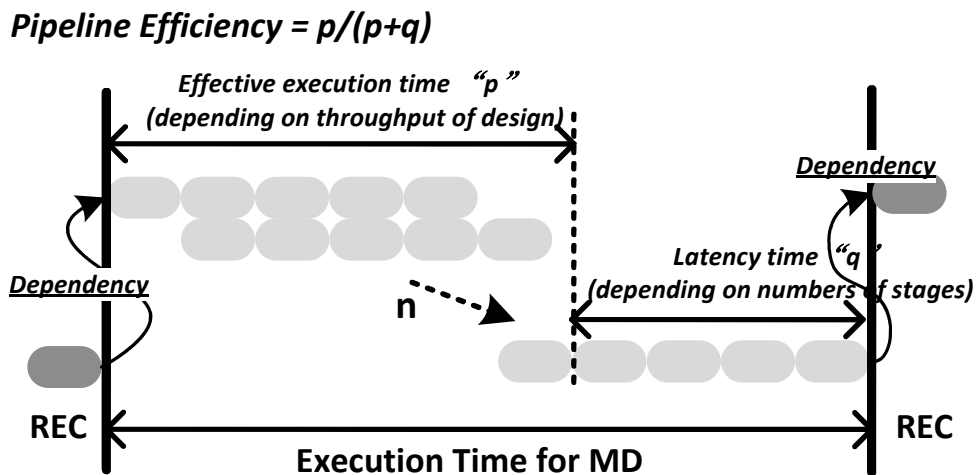 Pipeline Efficiency = p/(p+q)
Effective execution time “p”
(depending on throughput of design)
Dependency
Latency time “q”
(depending on numbers of stages)
Dependency
n
REC
REC
Execution Time for MD